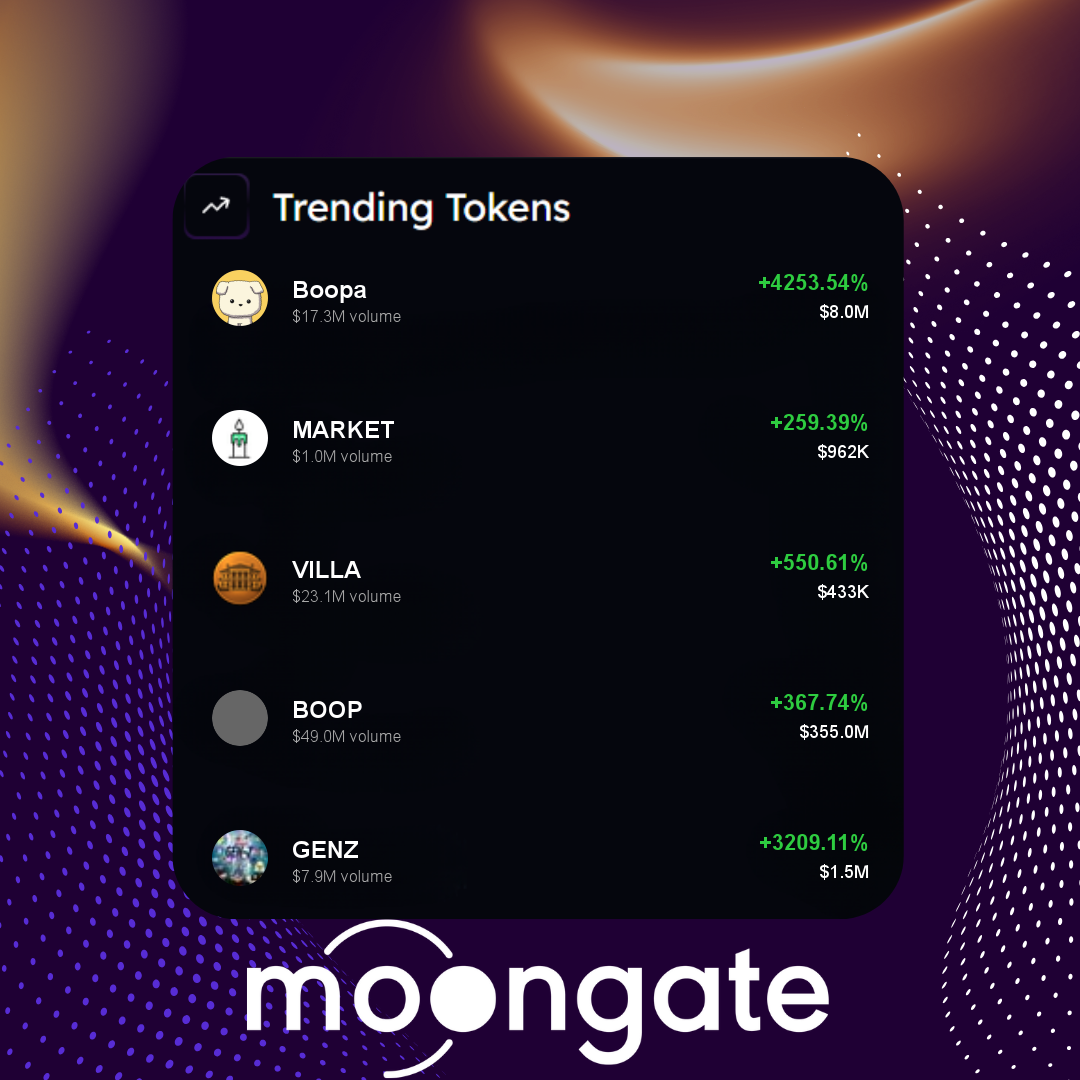 Trending Tokens
Boopa
+4253.54%
$17.3M volume
$8.0M
MARKET
+259.39%
$1.0M volume
$962K
VILLA
+550.61%
$23.1M volume
$433K
BOOP
+367.74%
$49.0M volume
$355.0M
GENZ
+3209.11%
$7.9M volume
$1.5M
moongate